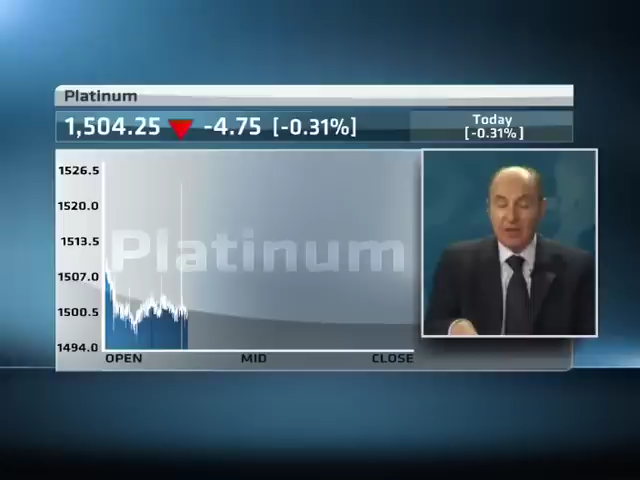 Platinum
1,504.25 -4.75 [-0.31%]
Today
[-0.31%]
1526.5
1520.0
1513.5
Platinum
1507.0
1500.5
1494.0
OPEN MID CLOSE